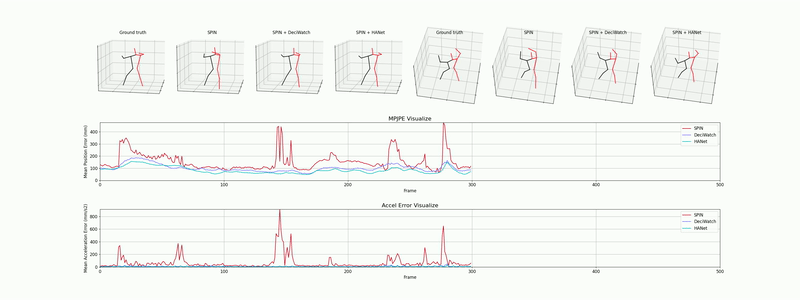 Ground truth SPIN SPIN + DeciWatch SPIN + HANet Ground truth SPIN SPIN + DeciWatch SPIN + HANet
MPJPE Visualize
Mean Position Error (mm)
400
300
200
100
0
SPIN
DeciWatch
HANet
0 100 200 300 400 500
Frame
Accel Error Visualize
Mean Acceleration Error (mm/s2)
800
600
400
200
0
SPIN
DeciWatch
HANet
0 100 200 300 400 500
Frame